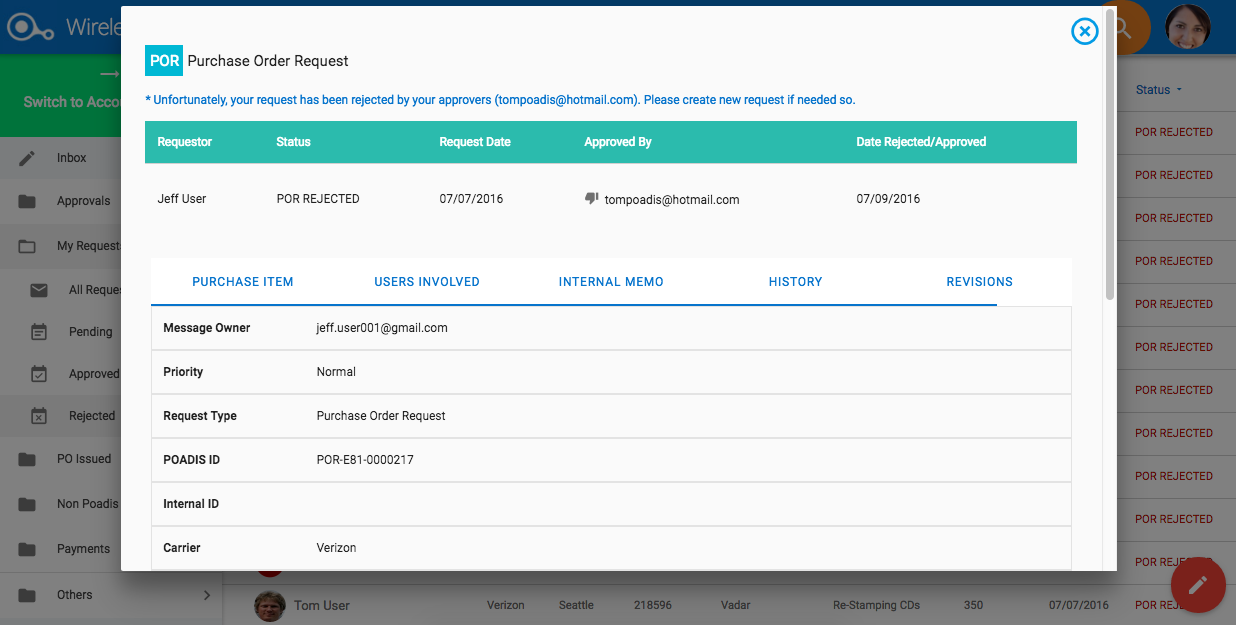 Wirele
Switch to Accou
Inbox
Approvals
My Request
All Reque
Pending
Approved
Rejected
PO Issued
Non Poadis
Payments
Others
POR Purchase Order Request
* Unfortunately, your request has been rejected by your approvers (tompoadis@hotmail.com). Please create new request if needed so.
Requestor Status Request Date Approved By Date Rejected/Approved
Jeff User POR REJECTED 07/07/2016 tompoadis@hotmail.com 07/09/2016
PURCHASE ITEM USERS INVOLVED INTERNAL MEMO HISTORY REVISIONS
Message Owner jeff.user001@gmail.com
Priority Normal
Request Type Purchase Order Request
POADIS ID POR-E81-0000217
Internal ID
Carrier Verizon
Status
POR REJECTED
POR REJECTED
POR REJECTED
POR REJECTED
POR REJECTED
POR REJECTED
POR REJECTED
POR REJECTED
POR REJECTED
POR REJECTED
POR REJ
Tom User Verizon Seattle 218596 Vadar Re-Stamping CDs 350 07/07/2016 POR REJ